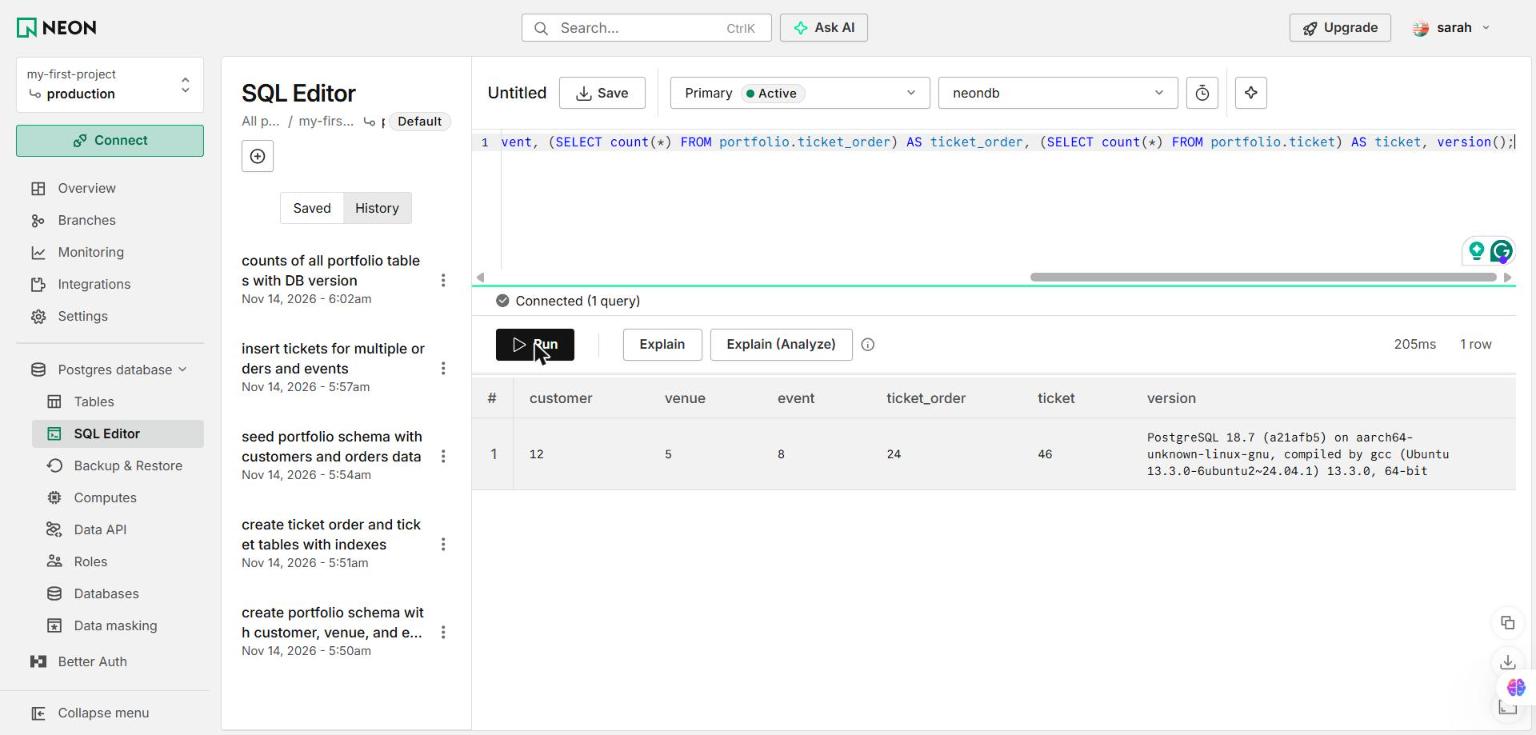 NEON
Search... CtrlK
Ask AI
Upgrade
sarah
my-first-project
production
Connect
Overview
Branches
Monitoring
Integrations
Settings
Postgres database
Tables
SQL Editor
Backup & Restore
Computes
Data API
Roles
Databases
Data masking
Better Auth
Collapse menu
SQL Editor
All p... / my-firs... Default
Saved History
counts of all portfolio table
s with DB version
Nov 14, 2026 - 6:02am
insert tickets for multiple or
ders and events
Nov 14, 2026 - 5:57am
seed portfolio schema with
customers and orders data
Nov 14, 2026 - 5:54am
create ticket order and tick
et tables with indexes
Nov 14, 2026 - 5:51am
create portfolio schema wit
h customer, venue, and e...
Nov 14, 2026 - 5:50am
Untitled Save Primary Active neondb
1 vent, (SELECT count(*) FROM portfolio.ticket_order) AS ticket_order, (SELECT count(*) FROM portfolio.ticket) AS ticket, version();
Connected (1 query)
Run Explain Explain (Analyze) 205ms 1 row
# customer venue event ticket_order ticket version
1 12 5 8 24 46 PostgreSQL 18.7 (a21afb5) on aarch64-
unknown-linux-gnu, compiled by gcc (Ubuntu
13.3.0-6ubuntu2~24.04.1) 13.3.0, 64-bit